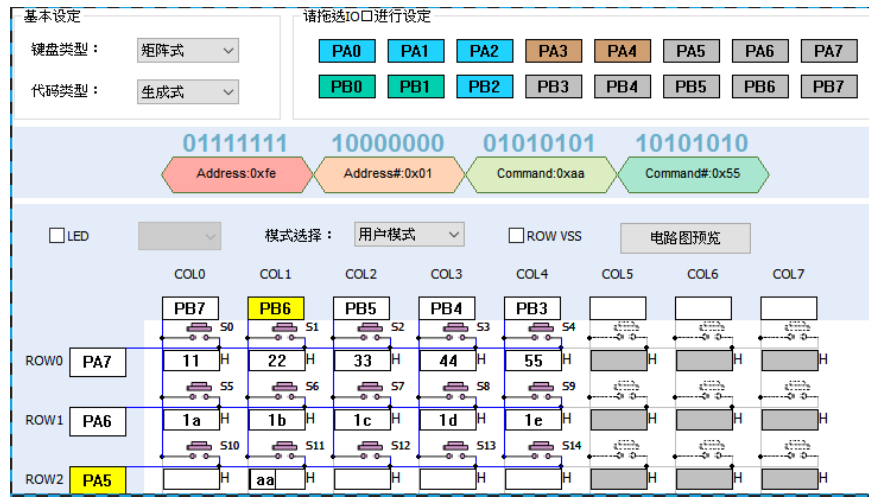 基本设定 请拖选IO口进行设定
键盘类型： 矩阵式 PA0 PA1 PA2 PA3 PA4 PA5 PA6 PA7
代码类型： 生成式 PB0 PB1 PB2 PB3 PB4 PB5 PB6 PB7
01111111 10000000 01010101 10101010
Address:0xfe Address#:0x01 Command:0xaa Command#:0x55
LED 模式选择： 用户模式 ROW VSS 电路图预览
COL0 COL1 COL2 COL3 COL4 COL5 COL6 COL7
PB7 PB6 PB5 PB4 PB3
S0 S1 S2 S3 S4
ROW0 PA7 11 H 22 H 33 H 44 H 55 H H H H
S5 S6 S7 S8 S9
ROW1 PA6 1a H 1b H 1c H 1d H 1e H H H H
S10 S11 S12 S13 S14
ROW2 PA5 H aa H H H H H H H